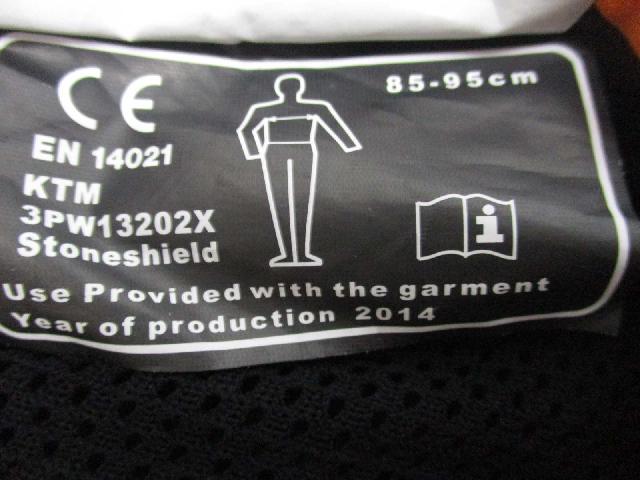 CE
85-95cm
EN 14021
KTM
3PW13202X
Stoneshield
i
Use Provided with the garment
Year of production 2014